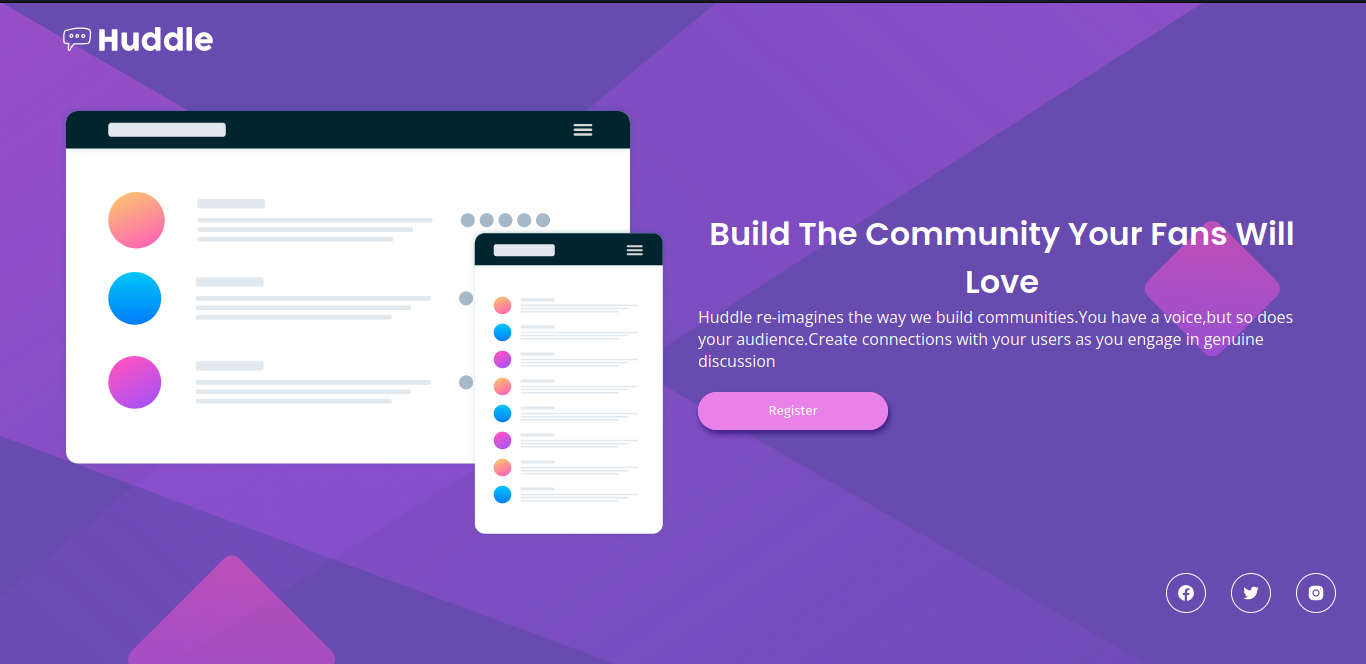 Huddle
Build The Community Your Fans Will
Love
Huddle re-imagines the way we build communities.You have a voice,but so does
your audience.Create connections with your users as you engage in genuine
discussion
Register